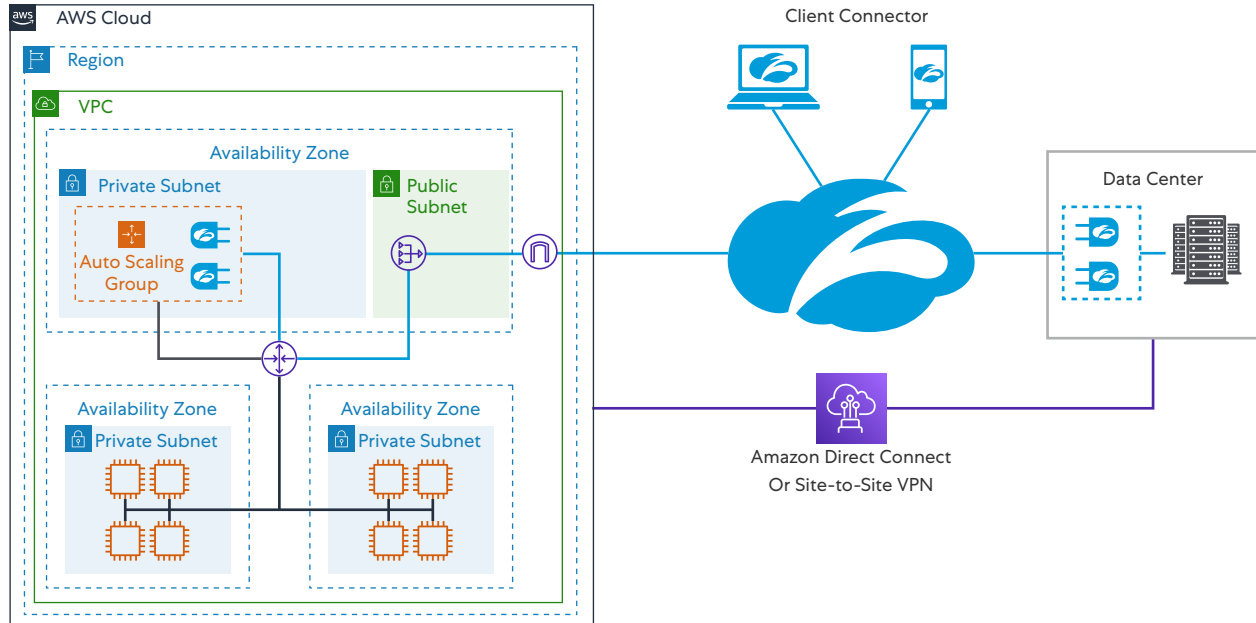 aws
AWS Cloud
Region
VPC
Availability Zone
Private Subnet
Auto Scaling
Group
Public
Subnet
Availability Zone
Private Subnet
Availability Zone
Private Subnet
Client Connector
Data Center
Amazon Direct Connect
Or Site-to-Site VPN